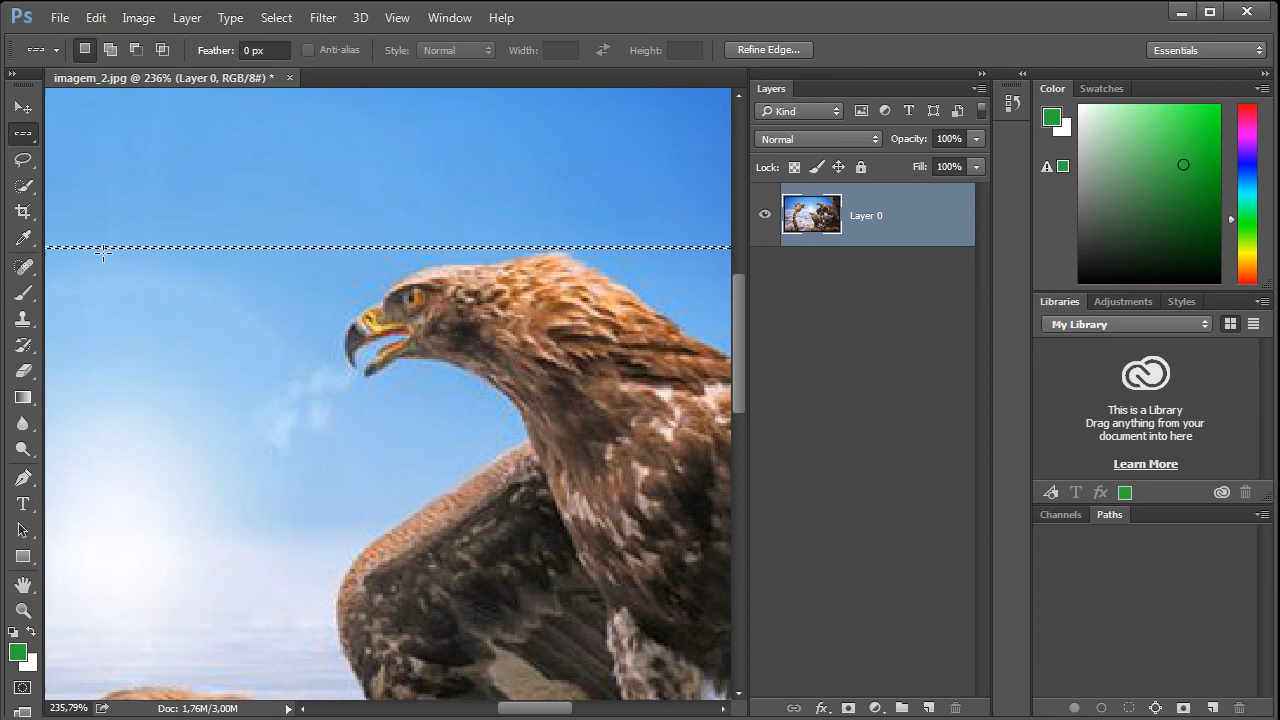 Ps File Edit Image Layer Type Select Filter 3D View Window Help
Feather: 0 px Anti-alias Style: Normal Width: Height: Refine Edge... Essentials
imagem_2.jpg @ 236% (Layer 0, RGB/8#) * ×
Layers
Kind
Normal Opacity: 100%
Lock: Fill: 100%
Layer 0
Color Swatches
Libraries Adjustments Styles
My Library
This is a Library
Drag anything from your
document into here
Learn More
Channels Paths
235,79% Doc: 1,76M/3,00M